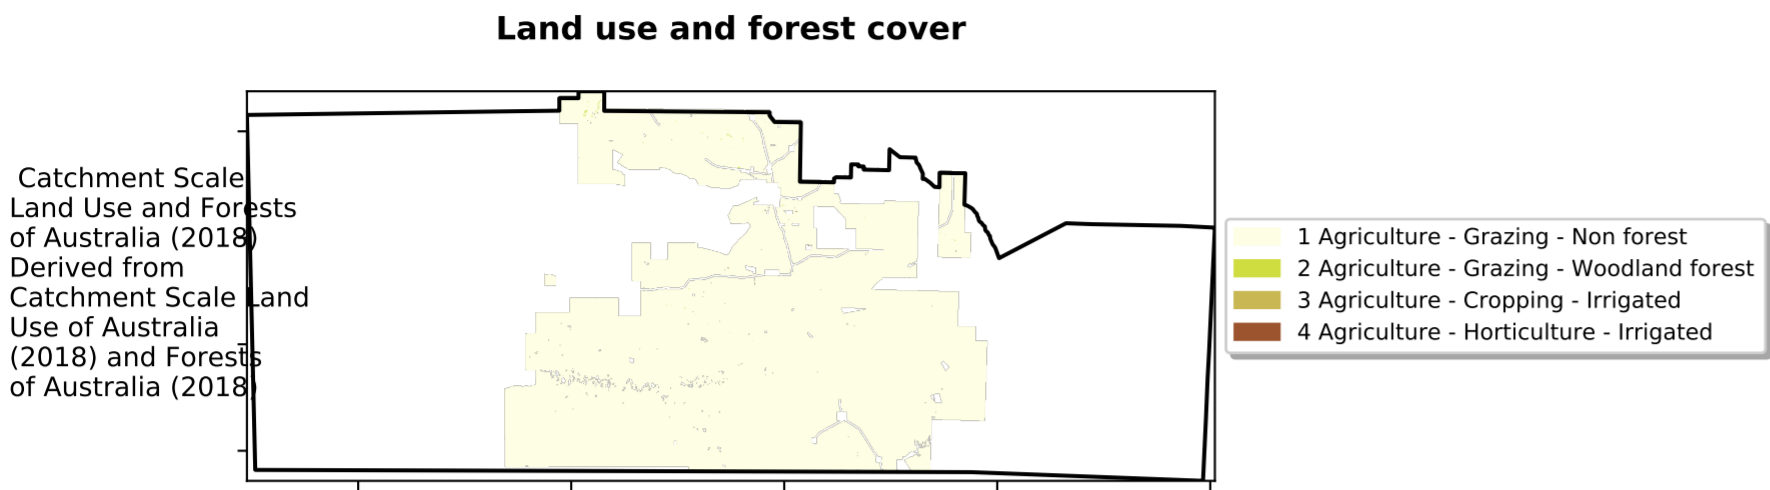 Land use and forest cover
Catchment Scale
Land Use and Forests
of Australia (2018)
Derived from
Catchment Scale Land
Use of Australia
(2018) and Forests
of Australia (2018)
1 Agriculture - Grazing - Non forest
2 Agriculture - Grazing - Woodland forest
3 Agriculture - Cropping - Irrigated
4 Agriculture - Horticulture - Irrigated